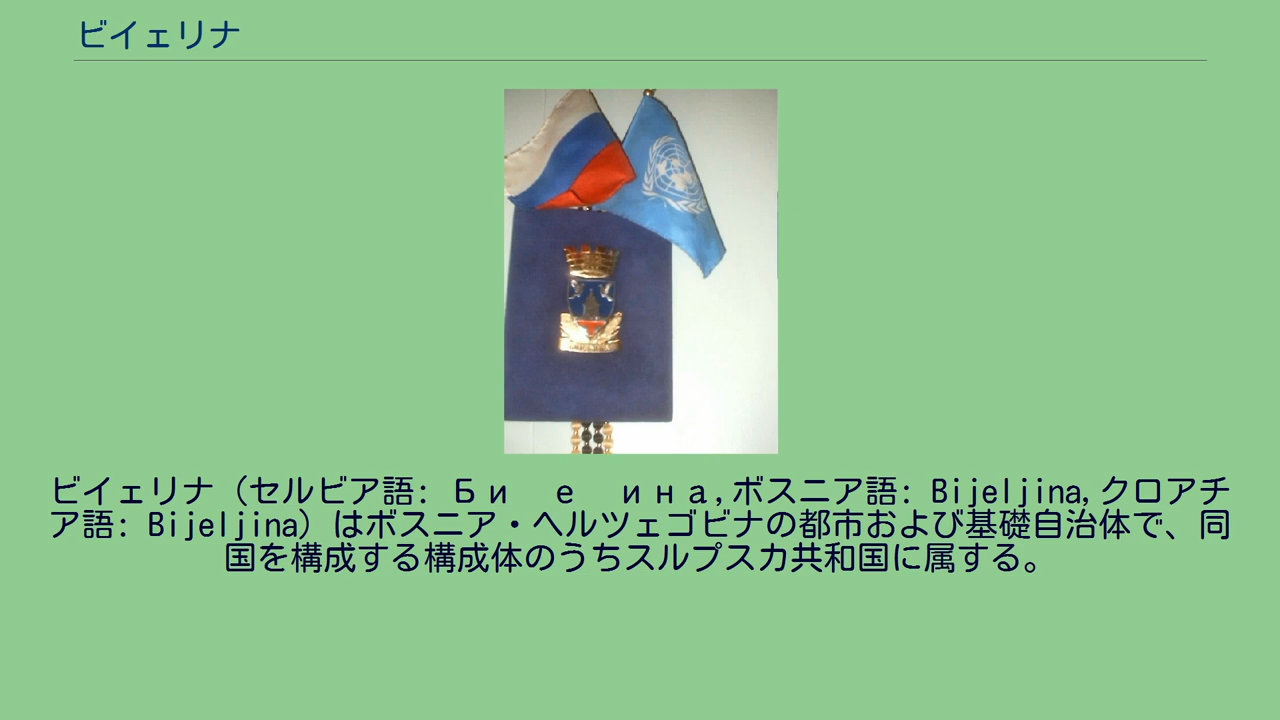 ビイェリナ
ビイェリナ（セルビア語: Ｂи　ｅ　ина,ボスニア語: Bijeljina,クロアチ
ア語: Bijeljina）はボスニア・ヘルツェゴビナの都市および基礎自治体で、同
国を構成する構成体のうちスルプスカ共和国に属する。